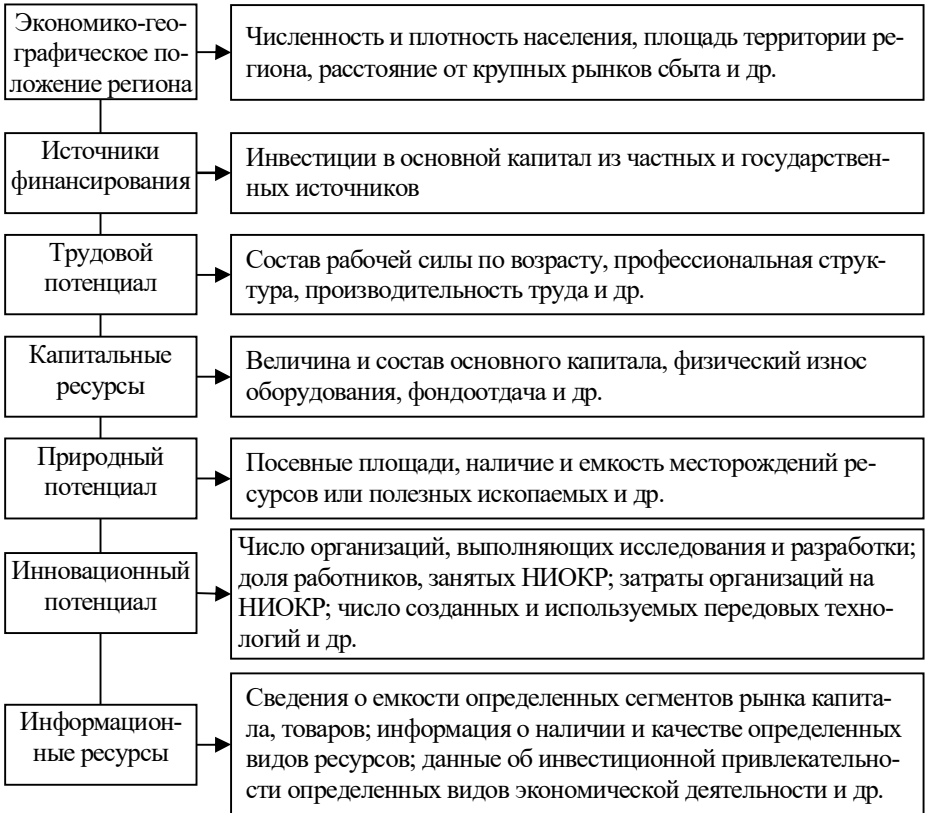 Экономико-гео-
графическое по-
ложение региона
Численность и плотность населения, площадь территории ре-
гиона, расстояние от крупных рынков сбыта и др.
Источники
финансирования
Инвестиции в основной капитал из частных и государствен-
ных источников
Трудовой
потенциал
Состав рабочей силы по возрасту, профессиональная струк-
тура, производительность труда и др.
Капитальные
ресурсы
Величина и состав основного капитала, физический износ
оборудования, фондоотдача и др.
Природный
потенциал
Посевные площади, наличие и емкость месторождений ре-
сурсов или полезных ископаемых и др.
Инновационный
потенциал
Число организаций, выполняющих исследования и разработки;
доля работников, занятых НИОКР; затраты организаций на
НИОКР; число созданных и используемых передовых техно-
логий и др.
Информацион-
ные ресурсы
Сведения о емкости определенных сегментов рынка капита-
ла, товаров; информация о наличии и качестве определенных
видов ресурсов; данные об инвестиционной привлекательно-
сти определенных видов экономической деятельности и др.